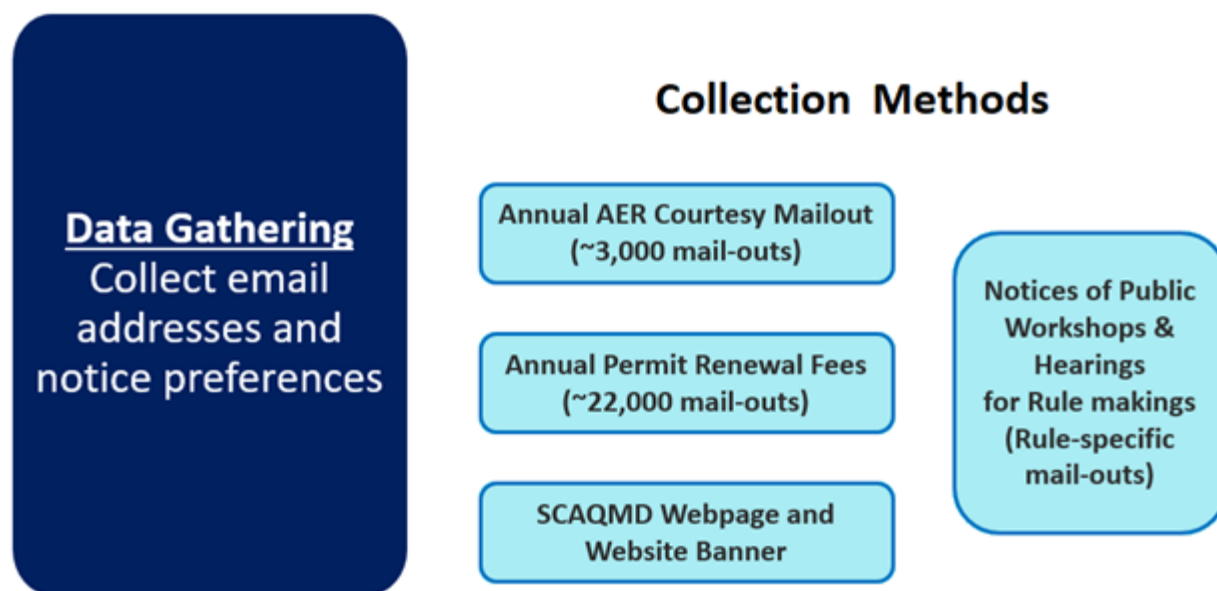 Data Gathering
Collect email
addresses and
notice preferences
Collection Methods
Annual AER Courtesy Mailout
(~3,000 mail-outs)
Annual Permit Renewal Fees
(~22,000 mail-outs)
SCAQMD Webpage and
Website Banner
Notices of Public
Workshops &
Hearings
for Rule makings
(Rule-specific
mail-outs)